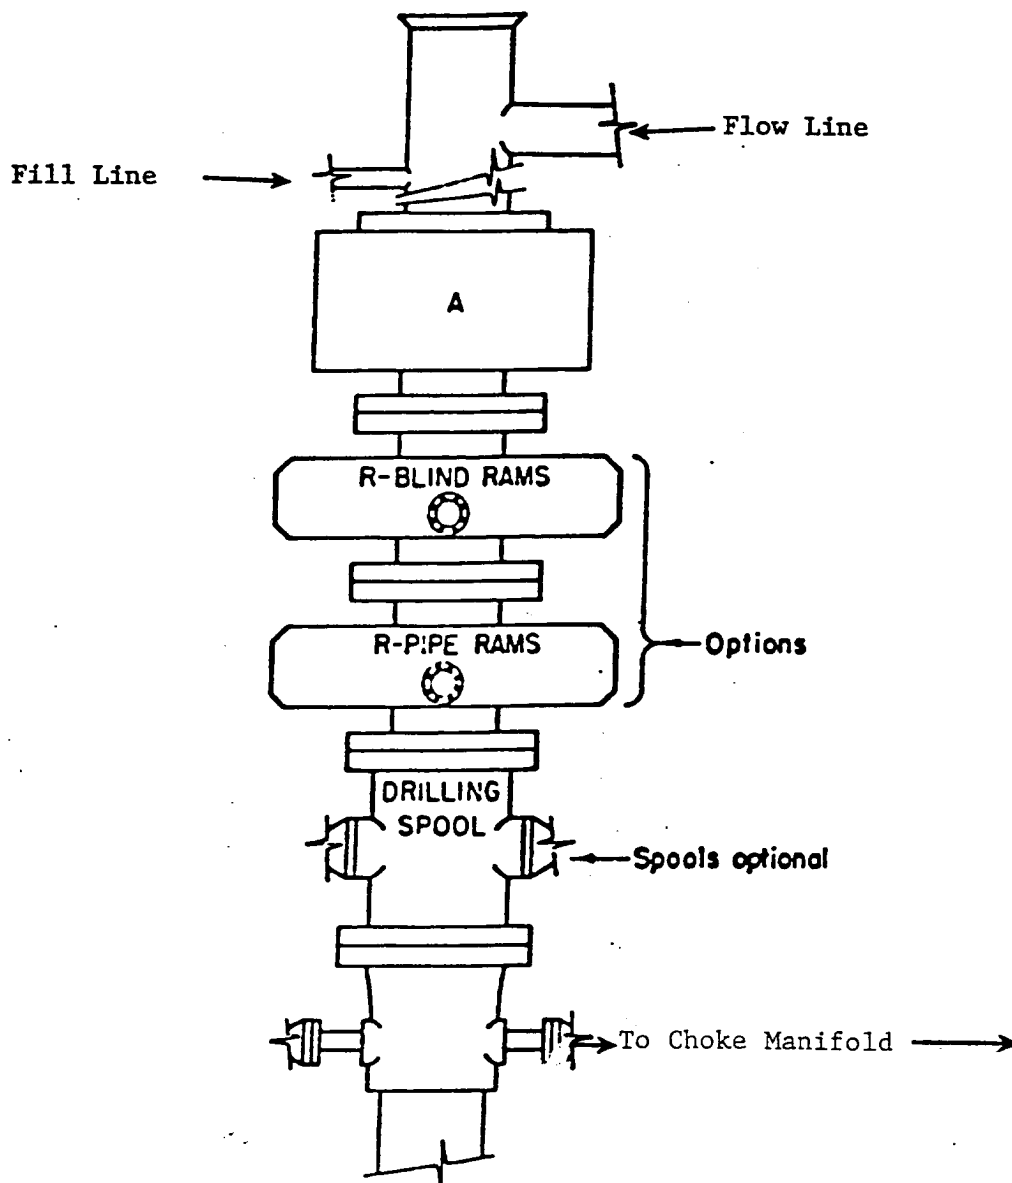 Flow Line
Fill Line
A
R-BLIND RAMS
R-PIPE RAMS
Options
DRILLING
SPOOL
Spools optional
To Choke Manifold